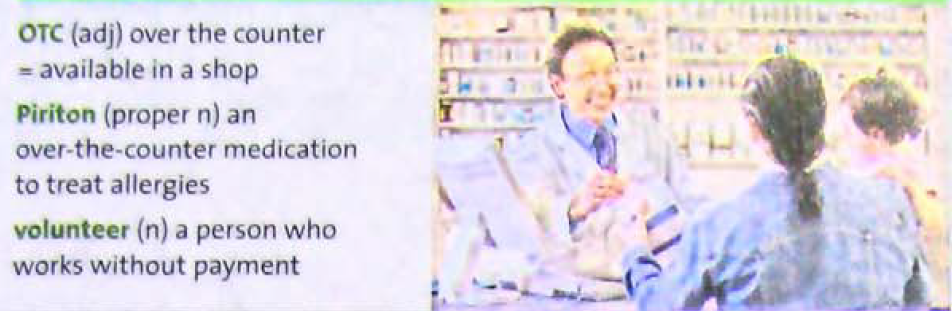 OTC (adj) over the counter
= available in a shop
Piriton (proper n) an
over-the-counter medication
to treat allergies
volunteer (n) a person who
works without payment